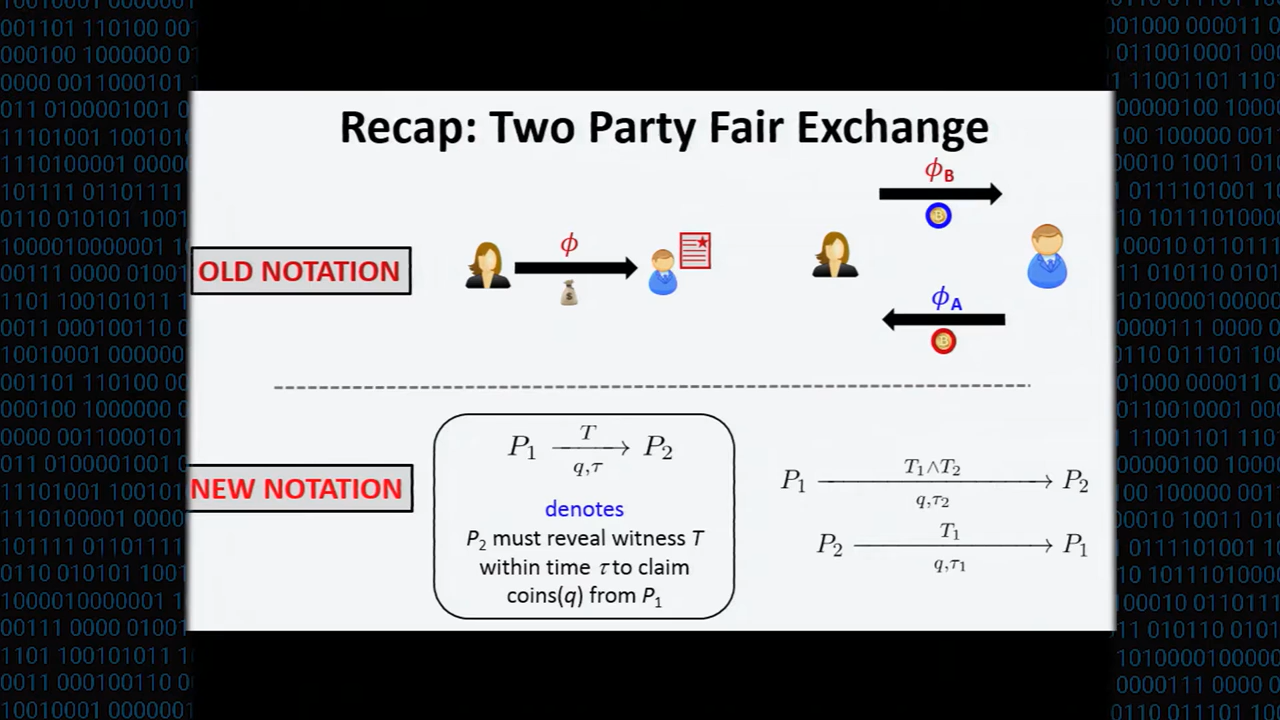 Recap: Two Party Fair Exchange
OLD NOTATION
ϕ
ϕB
ϕA
NEW NOTATION
P1 T→ q,τ P2
denotes
P2 must reveal witness T
within time τ to claim
coins(q) from P1
P1 T1∧T2→ q,τ2 P2
P2 T1→ q,τ1 P1